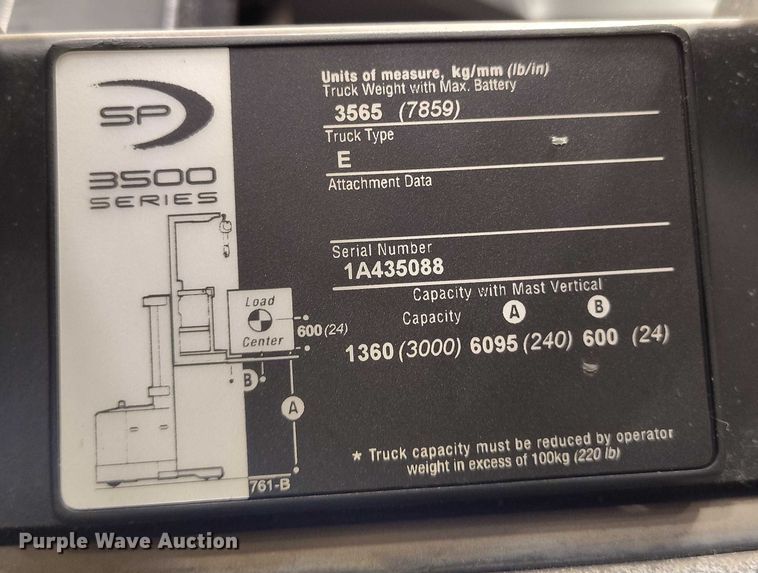 SP
3500
SERIES
Units of measure, kg/mm (lb/in)
Truck Weight with Max. Battery
3565 (7859)
Truck Type
E
Attachment Data
Serial Number
1A435088
Capacity with Mast Vertical
Capacity A B
1360 (3000) 6095 (240) 600 (24)
Load
Center
600 (24)
B
A
761-B
* Truck capacity must be reduced by operator
weight in excess of 100kg (220 lb)
Purple Wave Auction